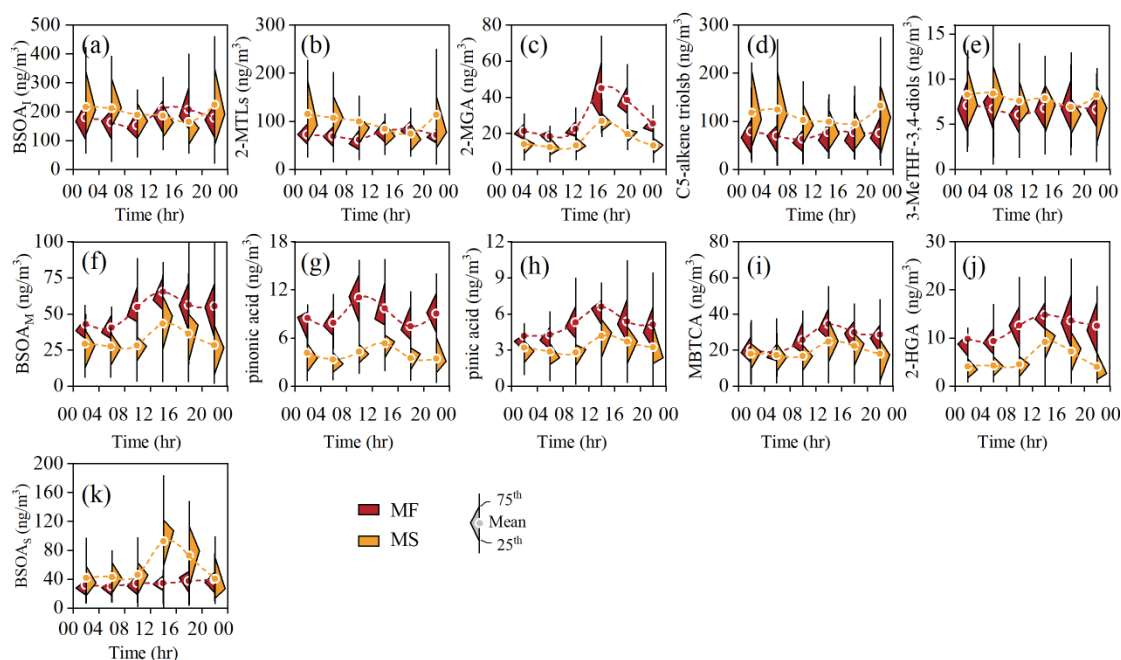 (a) (b) (c) (d) (e)
BSOA_I (ng/m³)
500
400
300
200
100
0
00 04 08 12 16 20 00
Time (hr)
2-MTLs (ng/m³)
300
200
100
0
00 04 08 12 16 20 00
Time (hr)
2-MGA (ng/m³)
80
60
40
20
0
00 04 08 12 16 20 00
Time (hr)
C5-alkene triolsb (ng/m³)
300
200
100
0
00 04 08 12 16 20 00
Time (hr)
3-MeTHF-3,4-diols (ng/m³)
15
10
5
0
00 04 08 12 16 20 00
Time (hr)
(f) (g) (h) (i) (j)
BSOA_M (ng/m³)
100
75
50
25
0
00 04 08 12 16 20 00
Time (hr)
pinonic acid (ng/m³)
18
12
6
0
00 04 08 12 16 20 00
Time (hr)
pinic acid (ng/m³)
12
9
6
3
0
00 04 08 12 16 20 00
Time (hr)
MBTCA (ng/m³)
80
60
40
20
0
00 04 08 12 16 20 00
Time (hr)
2-HGA (ng/m³)
30
20
10
0
00 04 08 12 16 20 00
Time (hr)
(k)
BSOA_S (ng/m³)
200
160
120
80
40
0
00 04 08 12 16 20 00
Time (hr)
MF
MS
75th
Mean
25th